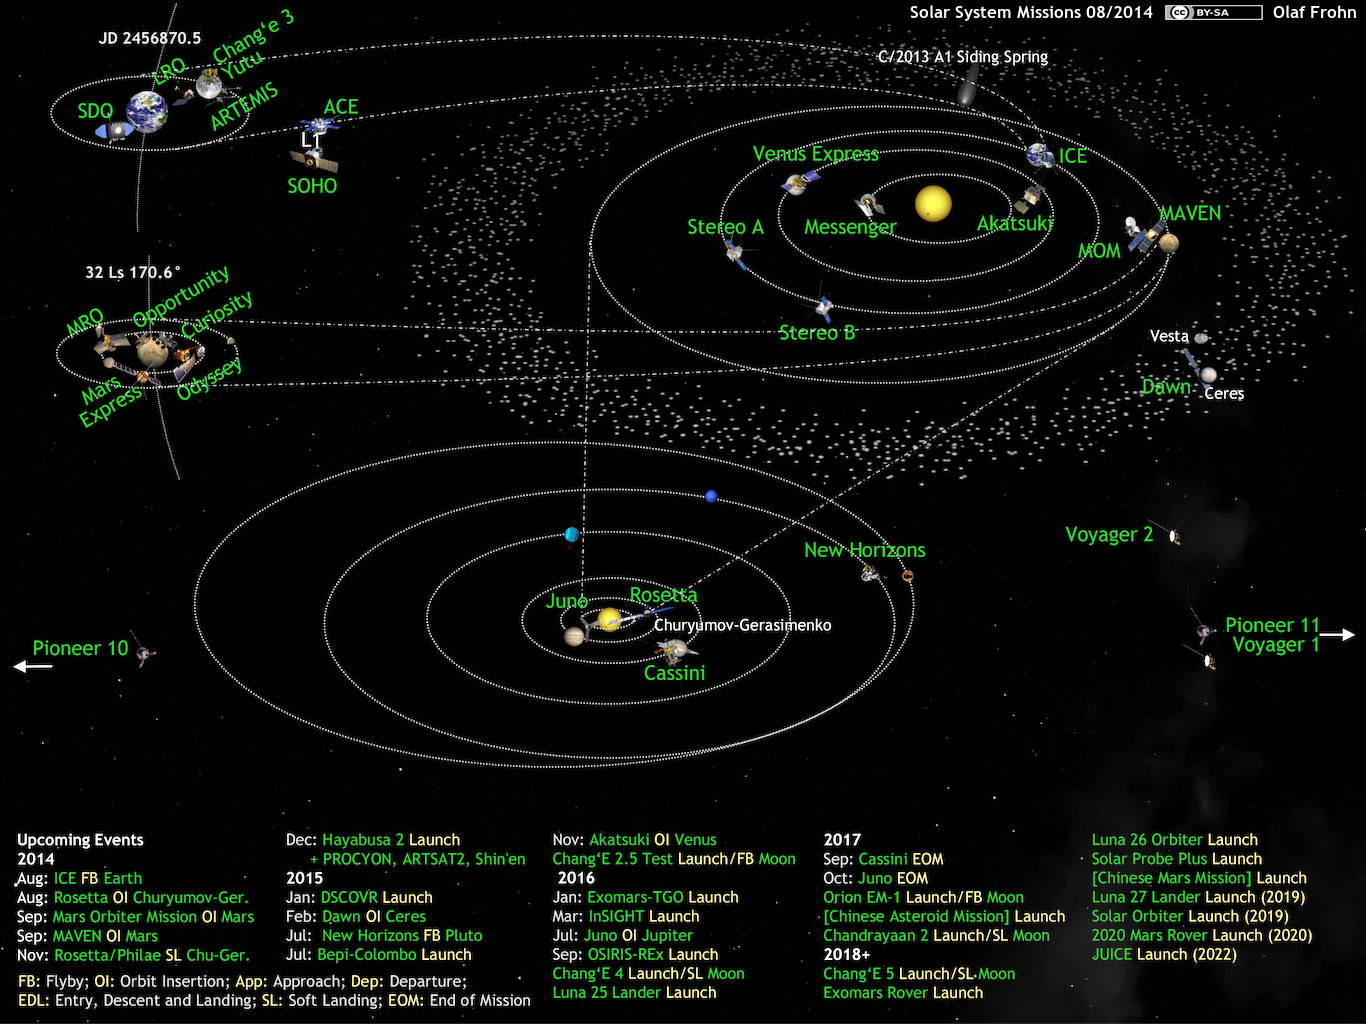 Solar System Missions 08/2014 cc BY-SA Olaf Frohn
JD 2456870.5
Chang‘e 3
Yutu
LRO
ARTEMIS
SDO
ACE
L1
SOHO
C/2013 A1 Siding Spring
ICE
Venus Express
Stereo A
Messenger
Akatsuki
MAVEN
MOM
Stereo B
32 Ls 170.6°
MRO
Opportunity
Curiosity
Mars
Express
Odyssey
Vesta
Dawn
Ceres
Voyager 2
New Horizons
Juno
Rosetta
Churyumov-Gerasimenko
Cassini
Pioneer 10
Pioneer 11
Voyager 1
Upcoming Events
2014
Aug: ICE FB Earth
Aug: Rosetta OI Churyumov-Ger.
Sep: Mars Orbiter Mission OI Mars
Sep: MAVEN OI Mars
Nov: Rosetta/Philae SL Chu-Ger.
Dec: Hayabusa 2 Launch
+ PROCYON, ARTSAT2, Shin'en
2015
Jan: DSCOVR Launch
Feb: Dawn OI Ceres
Jul: New Horizons FB Pluto
Jul: Bepi-Colombo Launch
Nov: Akatsuki OI Venus
Chang‘E 2.5 Test Launch/FB Moon
2016
Jan: Exomars-TGO Launch
Mar: InSIGHT Launch
Jul: Juno OI Jupiter
Sep: OSIRIS-REx Launch
Chang‘E 4 Launch/SL Moon
Luna 25 Lander Launch
2017
Sep: Cassini EOM
Oct: Juno EOM
Orion EM-1 Launch/FB Moon
[Chinese Asteroid Mission] Launch
Chandrayaan 2 Launch/SL Moon
2018+
Chang‘E 5 Launch/SL Moon
Exomars Rover Launch
Luna 26 Orbiter Launch
Solar Probe Plus Launch
[Chinese Mars Mission] Launch
Luna 27 Lander Launch (2019)
Solar Orbiter Launch (2019)
2020 Mars Rover Launch (2020)
JUICE Launch (2022)
FB: Flyby; OI: Orbit Insertion; App: Approach; Dep: Departure;
EDL: Entry, Descent and Landing; SL: Soft Landing; EOM: End of Mission